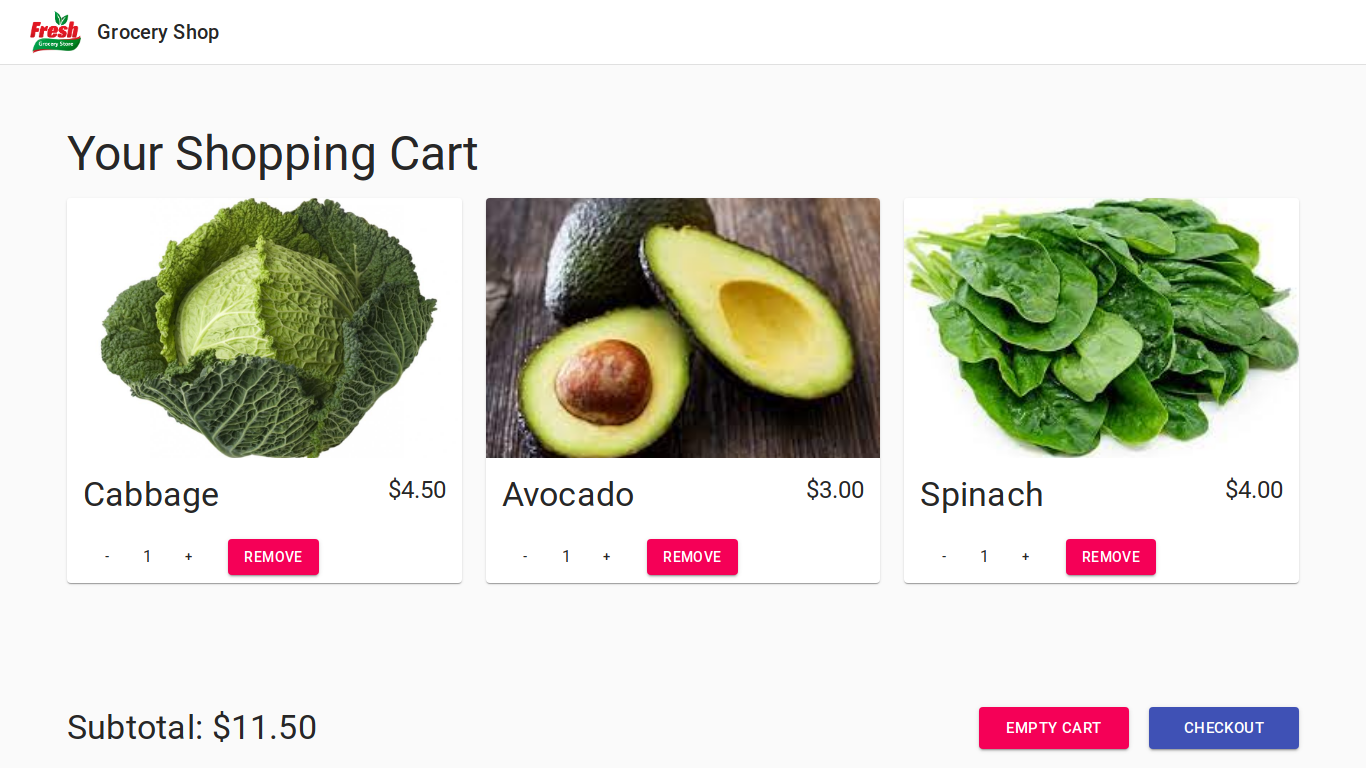 Fresh
Grocery Store
Grocery Shop
Your Shopping Cart
Cabbage $4.50
- 1 + REMOVE
Avocado $3.00
- 1 + REMOVE
Spinach $4.00
- 1 + REMOVE
Subtotal: $11.50
EMPTY CART
CHECKOUT